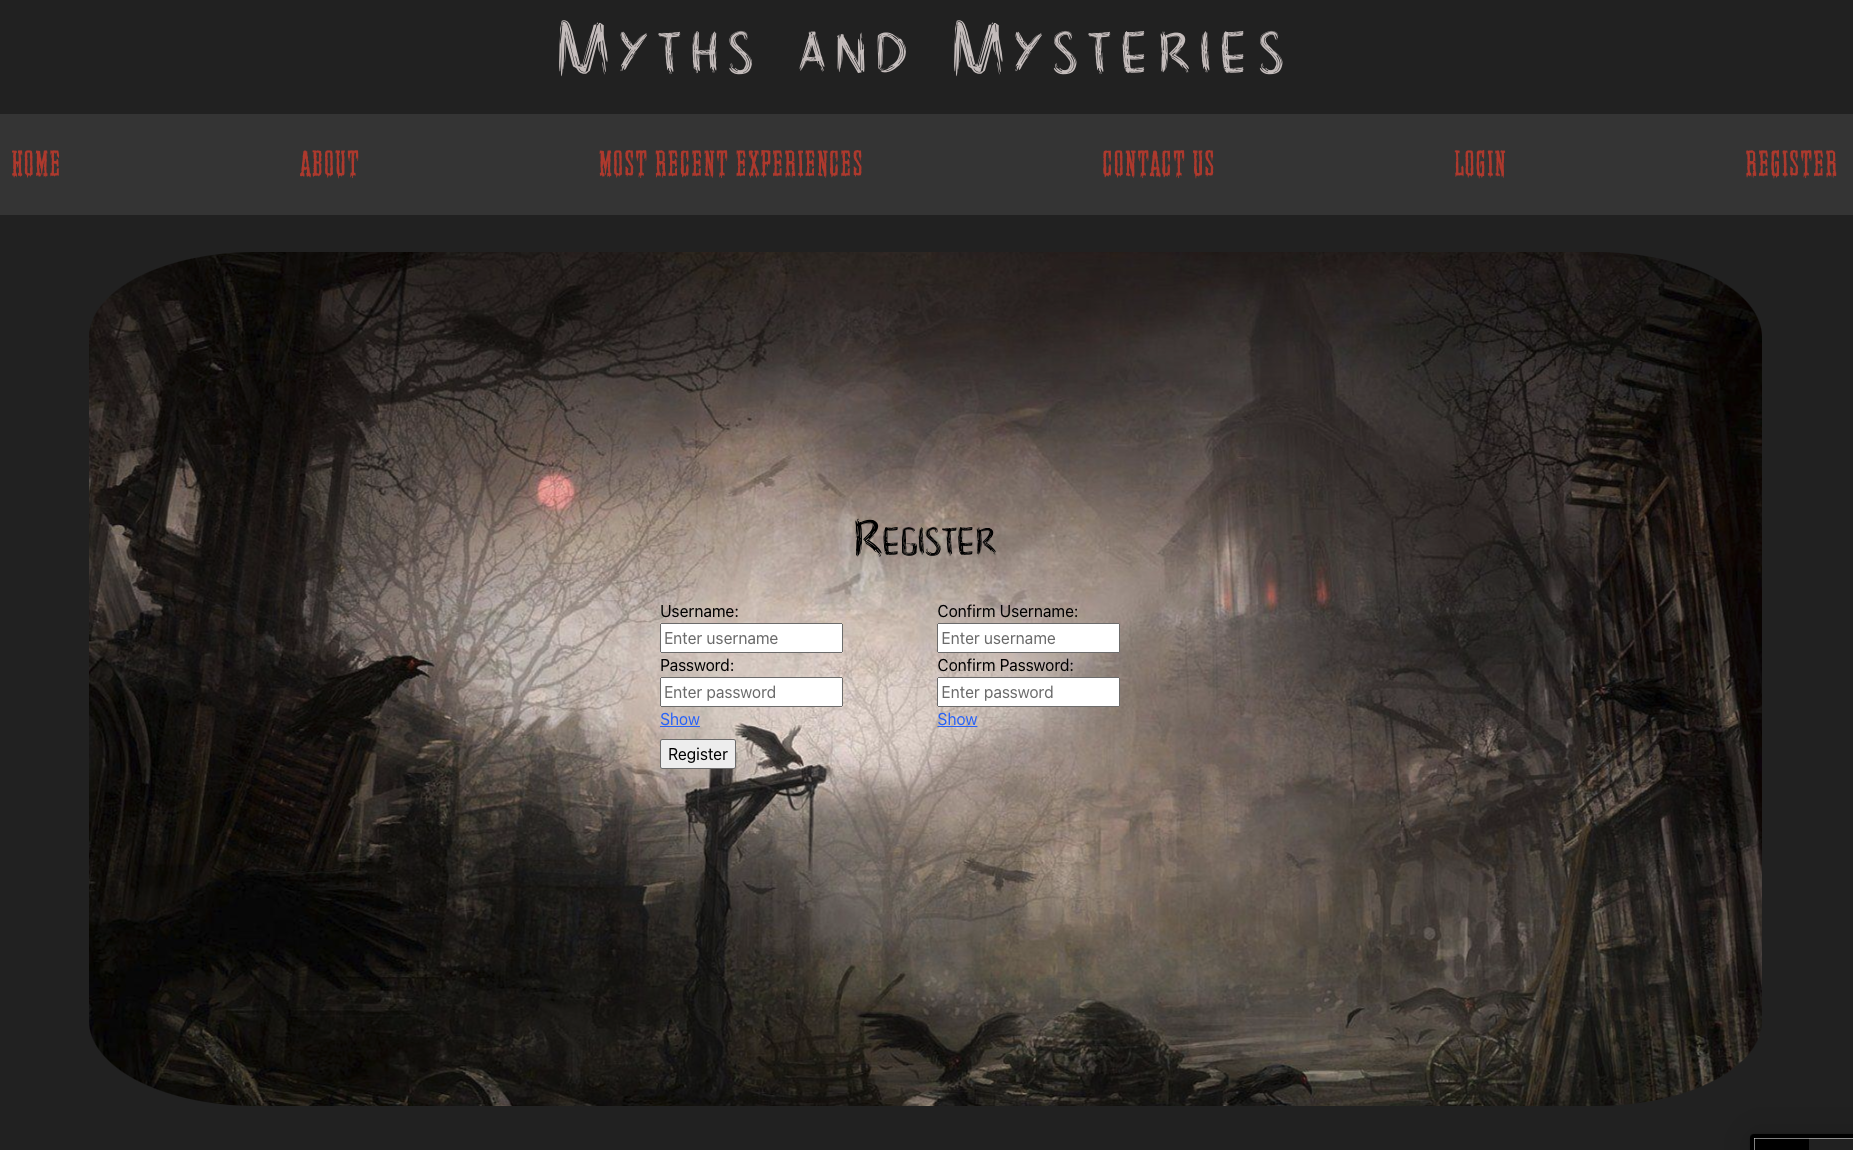 Myths and Mysteries
HOME ABOUT MOST RECENT EXPERIENCES CONTACT US LOGIN REGISTER
Register
Username: Confirm Username:
Enter username Enter username
Password: Confirm Password:
Enter password Enter password
Show Show
Register